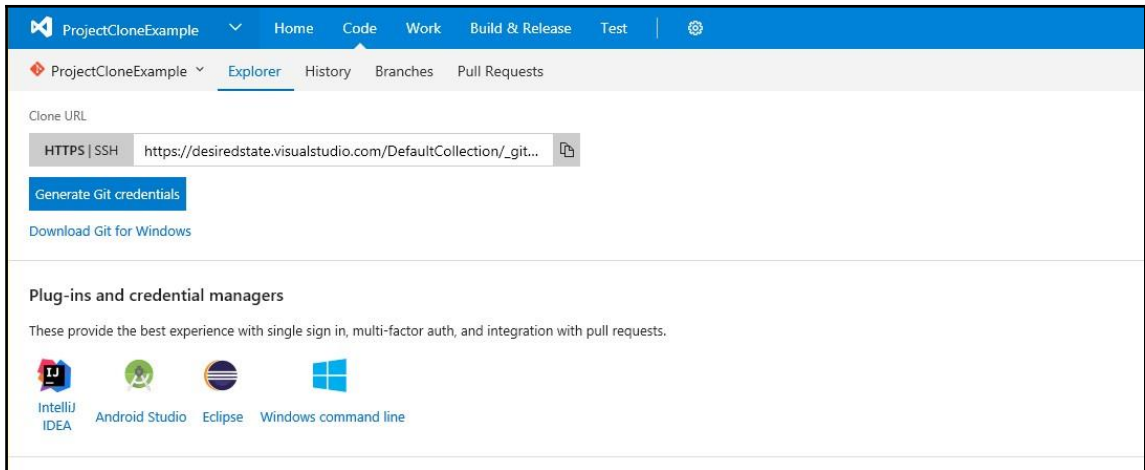 ProjectCloneExample Home Code Work Build & Release Test
ProjectCloneExample Explorer History Branches Pull Requests
Clone URL
HTTPS | SSH https://desiredstate.visualstudio.com/DefaultCollection/_git...
Generate Git credentials
Download Git for Windows
Plug-ins and credential managers
These provide the best experience with single sign in, multi-factor auth, and integration with pull requests.
IJ
IntelliJ
IDEA
Android Studio
Eclipse
Windows command line